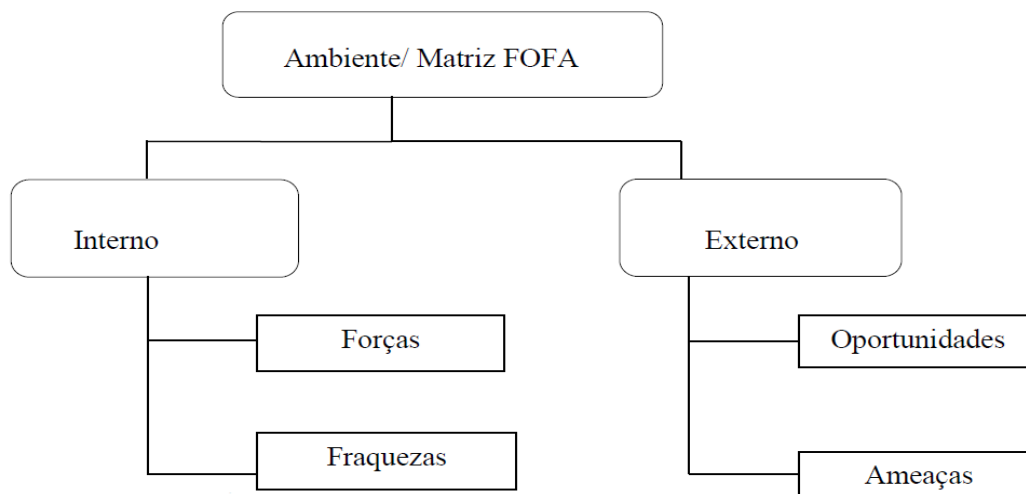 Ambiente/ Matriz FOFA
Interno
Externo
Forças
Oportunidades
Fraquezas
Ameaças